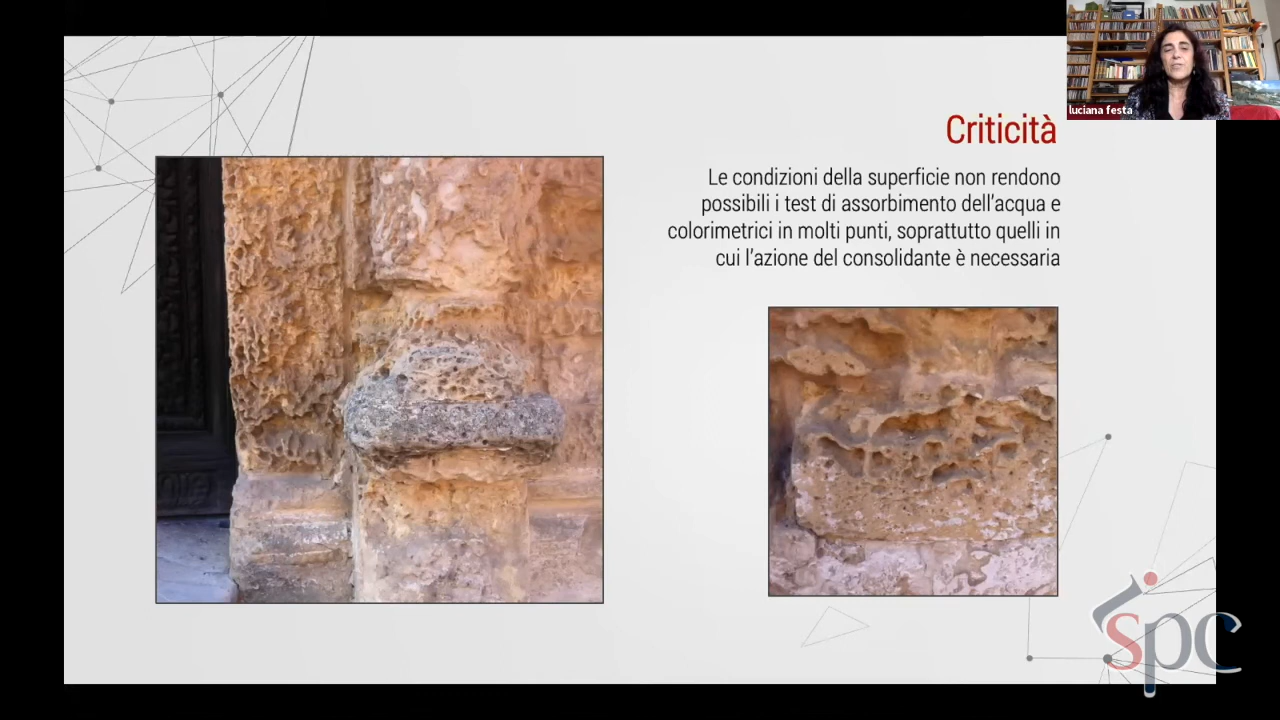 luciana festa
Criticità
Le condizioni della superficie non rendono
possibili i test di assorbimento dell'acqua e
colorimetrici in molti punti, soprattutto quelli in
cui l'azione del consolidante è necessaria
spc